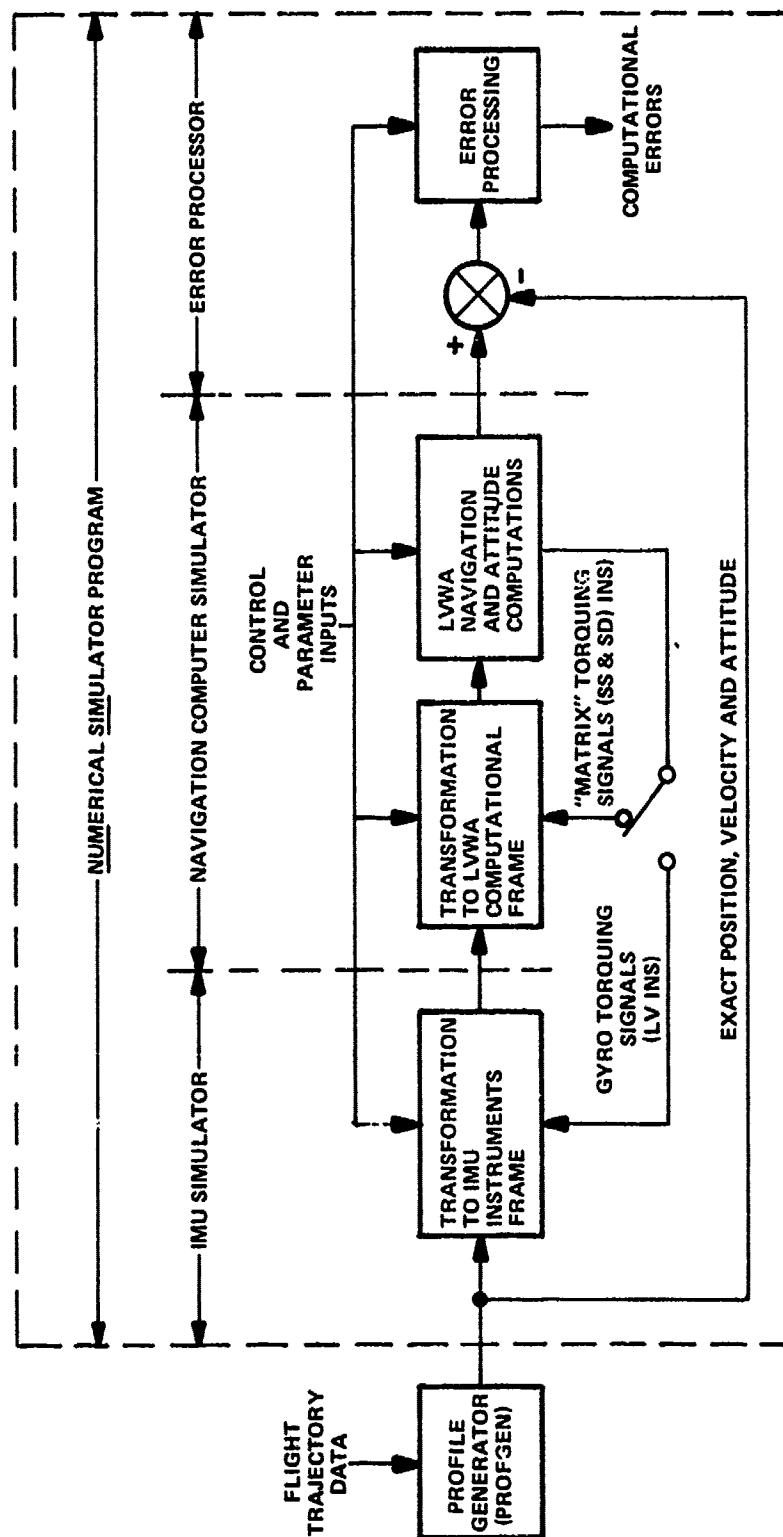 NUMERICAL SIMULATOR PROGRAM
IMU SIMULATOR
NAVIGATION COMPUTER SIMULATOR
ERROR PROCESSOR
CONTROL
AND
PARAMETER
INPUTS
FLIGHT
TRAJECTORY
DATA
PROFILE
GENERATOR
(PROFGEN)
TRANSFORMATION
TO IMU
INSTRUMENTS
FRAME
TRANSFORMATION
TO LVWA
COMPUTATIONAL
FRAME
LVWA
NAVIGATION
AND ATTITUDE
COMPUTATIONS
+
-
ERROR
PROCESSING
COMPUTATIONAL
ERRORS
GYRO TORQUING
SIGNALS
(LV INS)
"MATRIX" TORQUING
SIGNALS (SS & SD) INS)
EXACT POSITION, VELOCITY AND ATTITUDE